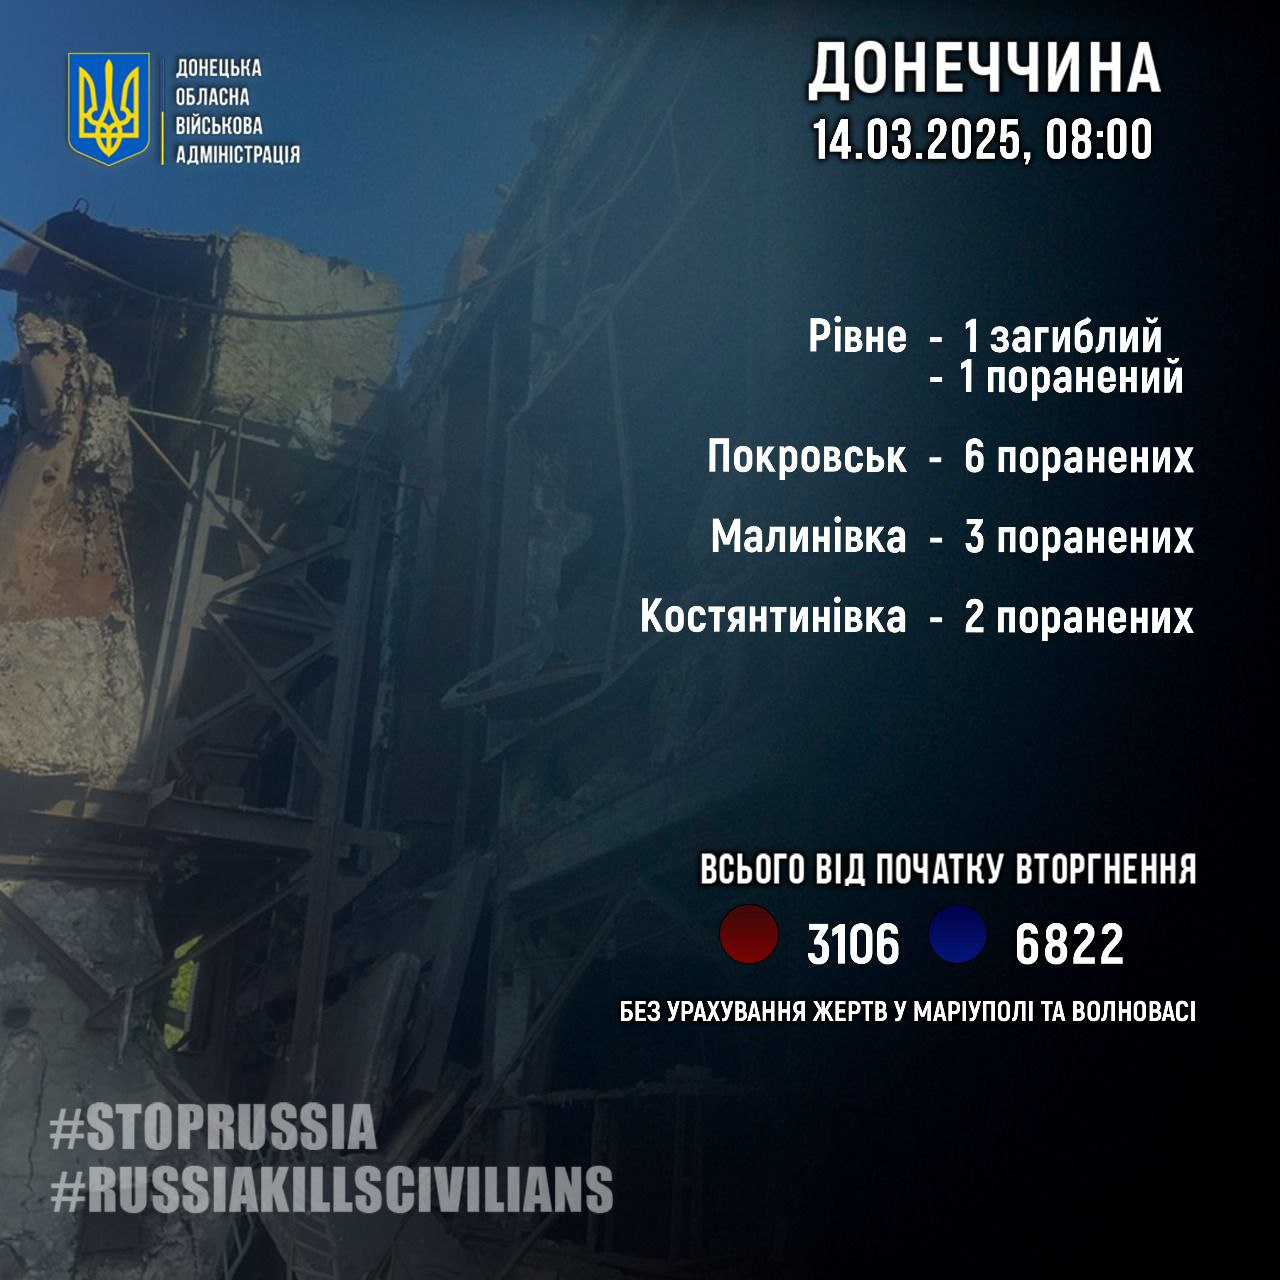 ДОНЕЦЬКА
ОБЛАСНА
ВІЙСЬКОВА
АДМІНІСТРАЦІЯ
ДОНЕЧЧИНА
14.03.2025, 08:00
Рівне - 1 загиблий
- 1 поранений
Покровськ - 6 поранених
Малинівка - 3 поранених
Костянтинівка - 2 поранених
ВСЬОГО ВІД ПОЧАТКУ ВТОРГНЕННЯ
3106 6822
БЕЗ УРАХУВАННЯ ЖЕРТВ У МАРІУПОЛІ ТА ВОЛНОВАСІ
#STOPRUSSIA
#RUSSIAKILLSCIVILIANS